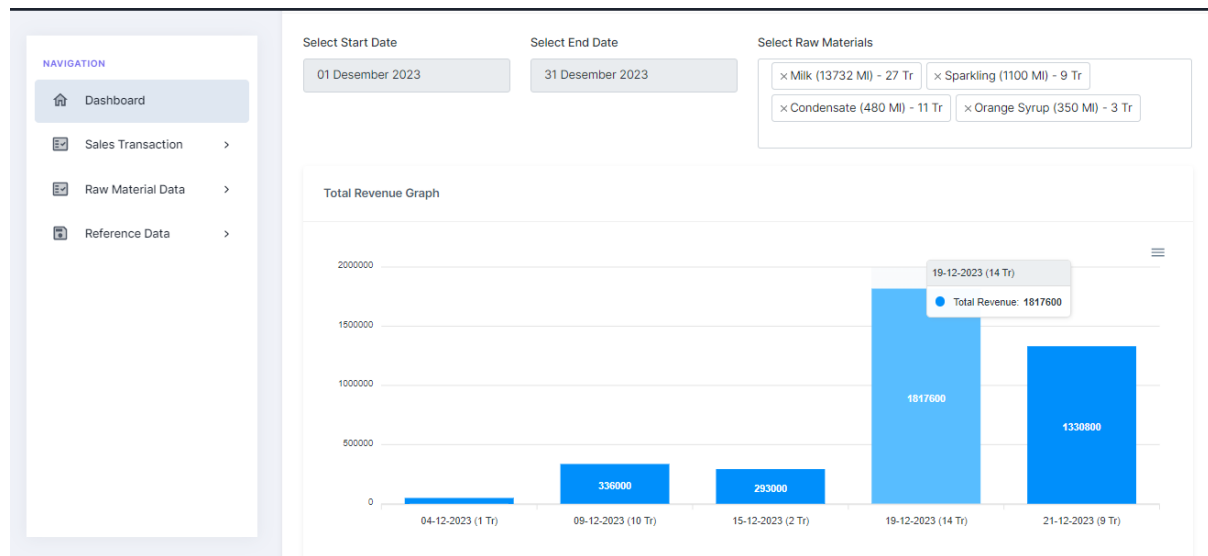 NAVIGATION
Dashboard
Sales Transaction
Raw Material Data
Reference Data
Select Start Date
01 Desember 2023
Select End Date
31 Desember 2023
Select Raw Materials
×Milk (13732 Ml) - 27 Tr
×Sparkling (1100 Ml) - 9 Tr
×Condensate (480 Ml) - 11 Tr
×Orange Syrup (350 Ml) - 3 Tr
Total Revenue Graph
2000000
1500000
1000000
500000
0
19-12-2023 (14 Tr)
Total Revenue: 1817600
336000
293000
1817600
1330800
04-12-2023 (1 Tr)
09-12-2023 (10 Tr)
15-12-2023 (2 Tr)
19-12-2023 (14 Tr)
21-12-2023 (9 Tr)